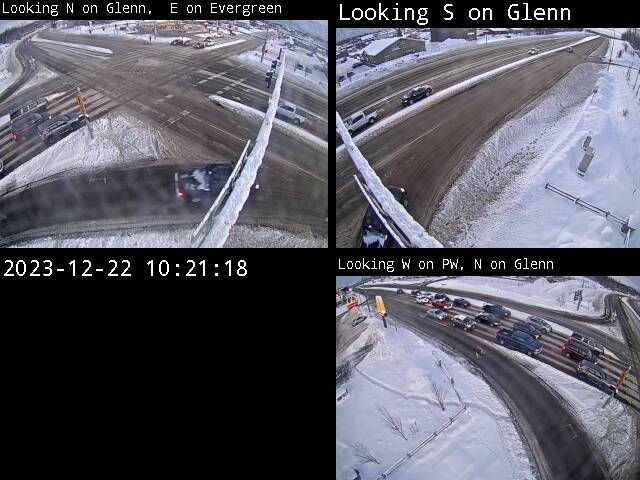 Looking N on Glenn,  E on Evergreen
Looking S on Glenn
2023-12-22 10:21:18
Looking W on PW, N on Glenn